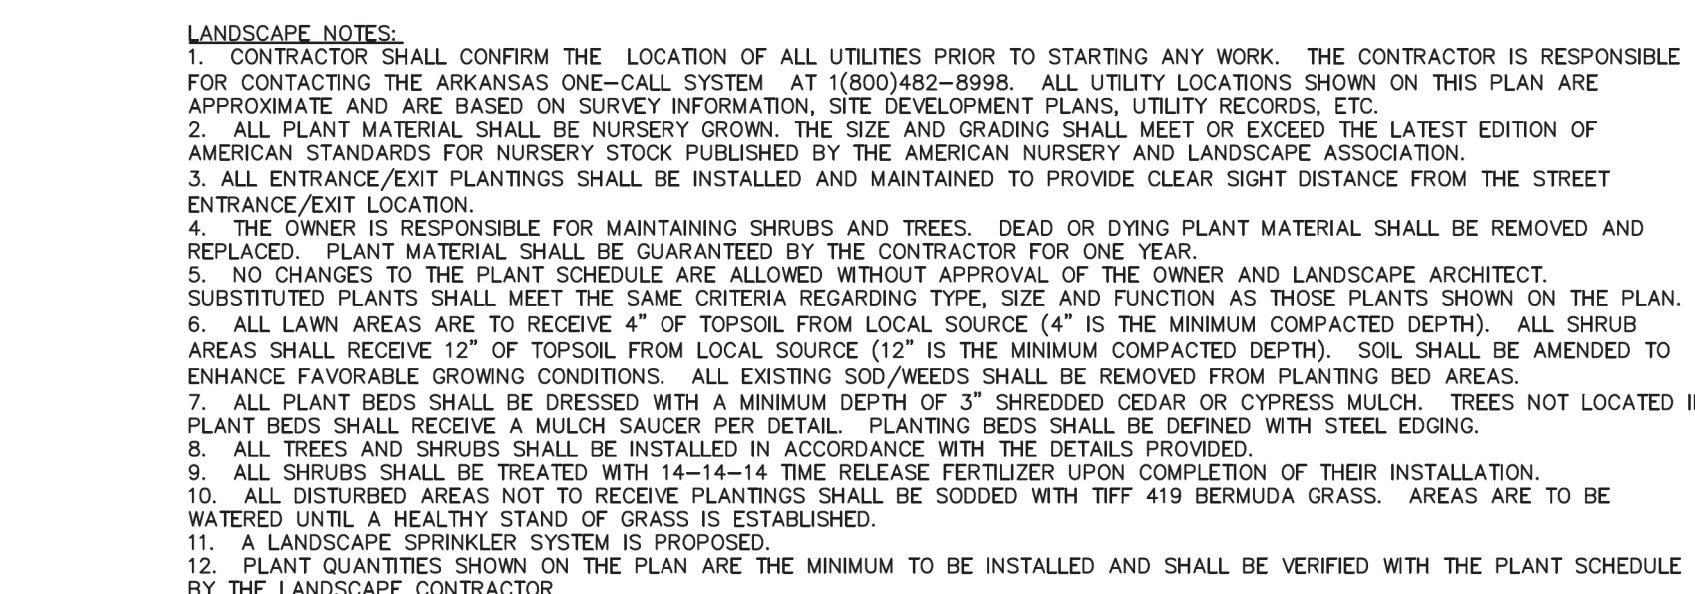 LANDSCAPE NOTES:
1. CONTRACTOR SHALL CONFIRM THE LOCATION OF ALL UTILITIES PRIOR TO STARTING ANY WORK. THE CONTRACTOR IS RESPONSIBLE
FOR CONTACTING THE ARKANSAS ONE–CALL SYSTEM AT 1(800)482–8998. ALL UTILITY LOCATIONS SHOWN ON THIS PLAN ARE
APPROXIMATE AND ARE BASED ON SURVEY INFORMATION, SITE DEVELOPMENT PLANS, UTILITY RECORDS, ETC.
2. ALL PLANT MATERIAL SHALL BE NURSERY GROWN. THE SIZE AND GRADING SHALL MEET OR EXCEED THE LATEST EDITION OF
AMERICAN STANDARDS FOR NURSERY STOCK PUBLISHED BY THE AMERICAN NURSERY AND LANDSCAPE ASSOCIATION.
3. ALL ENTRANCE/EXIT PLANTINGS SHALL BE INSTALLED AND MAINTAINED TO PROVIDE CLEAR SIGHT DISTANCE FROM THE STREET
ENTRANCE/EXIT LOCATION.
4. THE OWNER IS RESPONSIBLE FOR MAINTAINING SHRUBS AND TREES. DEAD OR DYING PLANT MATERIAL SHALL BE REMOVED AND
REPLACED. PLANT MATERIAL SHALL BE GUARANTEED BY THE CONTRACTOR FOR ONE YEAR.
5. NO CHANGES TO THE PLANT SCHEDULE ARE ALLOWED WITHOUT APPROVAL OF THE OWNER AND LANDSCAPE ARCHITECT.
SUBSTITUTED PLANTS SHALL MEET THE SAME CRITERIA REGARDING TYPE, SIZE AND FUNCTION AS THOSE PLANTS SHOWN ON THE PLAN.
6. ALL LAWN AREAS ARE TO RECEIVE 4” OF TOPSOIL FROM LOCAL SOURCE (4” IS THE MINIMUM COMPACTED DEPTH). ALL SHRUB
AREAS SHALL RECEIVE 12” OF TOPSOIL FROM LOCAL SOURCE (12” IS THE MINIMUM COMPACTED DEPTH). SOIL SHALL BE AMENDED TO
ENHANCE FAVORABLE GROWING CONDITIONS. ALL EXISTING SOD/WEEDS SHALL BE REMOVED FROM PLANTING BED AREAS.
7. ALL PLANT BEDS SHALL BE DRESSED WITH A MINIMUM DEPTH OF 3” SHREDDED CEDAR OR CYPRESS MULCH. TREES NOT LOCATED
PLANT BEDS SHALL RECEIVE A MULCH SAUCER PER DETAIL. PLANTING BEDS SHALL BE DEFINED WITH STEEL EDGING.
8. ALL TREES AND SHRUBS SHALL BE INSTALLED IN ACCORDANCE WITH THE DETAILS PROVIDED.
9. ALL SHRUBS SHALL BE TREATED WITH 14–14–14 TIME RELEASE FERTILIZER UPON COMPLETION OF THEIR INSTALLATION.
10. ALL DISTURBED AREAS NOT TO RECEIVE PLANTINGS SHALL BE SODDED WITH TIFF 419 BERMUDA GRASS. AREAS ARE TO BE
WATERED UNTIL A HEALTHY STAND OF GRASS IS ESTABLISHED.
11. A LANDSCAPE SPRINKLER SYSTEM IS PROPOSED.
12. PLANT QUANTITIES SHOWN ON THE PLAN ARE THE MINIMUM TO BE INSTALLED AND SHALL BE VERIFIED WITH THE PLANT SCHEDULE
BY THE LANDSCAPE CONTRACTOR